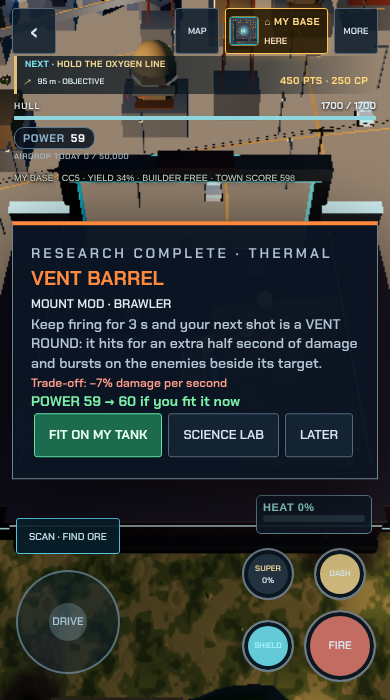 ‹
MAP
⌂ MY BASE
HERE
MORE
NEXT · HOLD THE OXYGEN LINE
↗ 95 m · OBJECTIVE
450 PTS · 250 CP
HULL
1700 / 1700
POWER 59
AIRDROP TODAY 0 / 50,000
MY BASE · CC5 · YIELD 34% · BUILDER FREE · TOWN SCORE 598
RESEARCH COMPLETE · THERMAL
VENT BARREL
MOUNT MOD · BRAWLER
Keep firing for 3 s and your next shot is a VENT
ROUND: it hits for an extra half second of damage
and bursts on the enemies beside its target.
Trade-off: −7% damage per second
POWER 59 → 60 if you fit it now
FIT ON MY TANK
SCIENCE LAB
LATER
HEAT 0%
SCAN · FIND ORE
SUPER
0%
DASH
DRIVE
SHIELD
FIRE